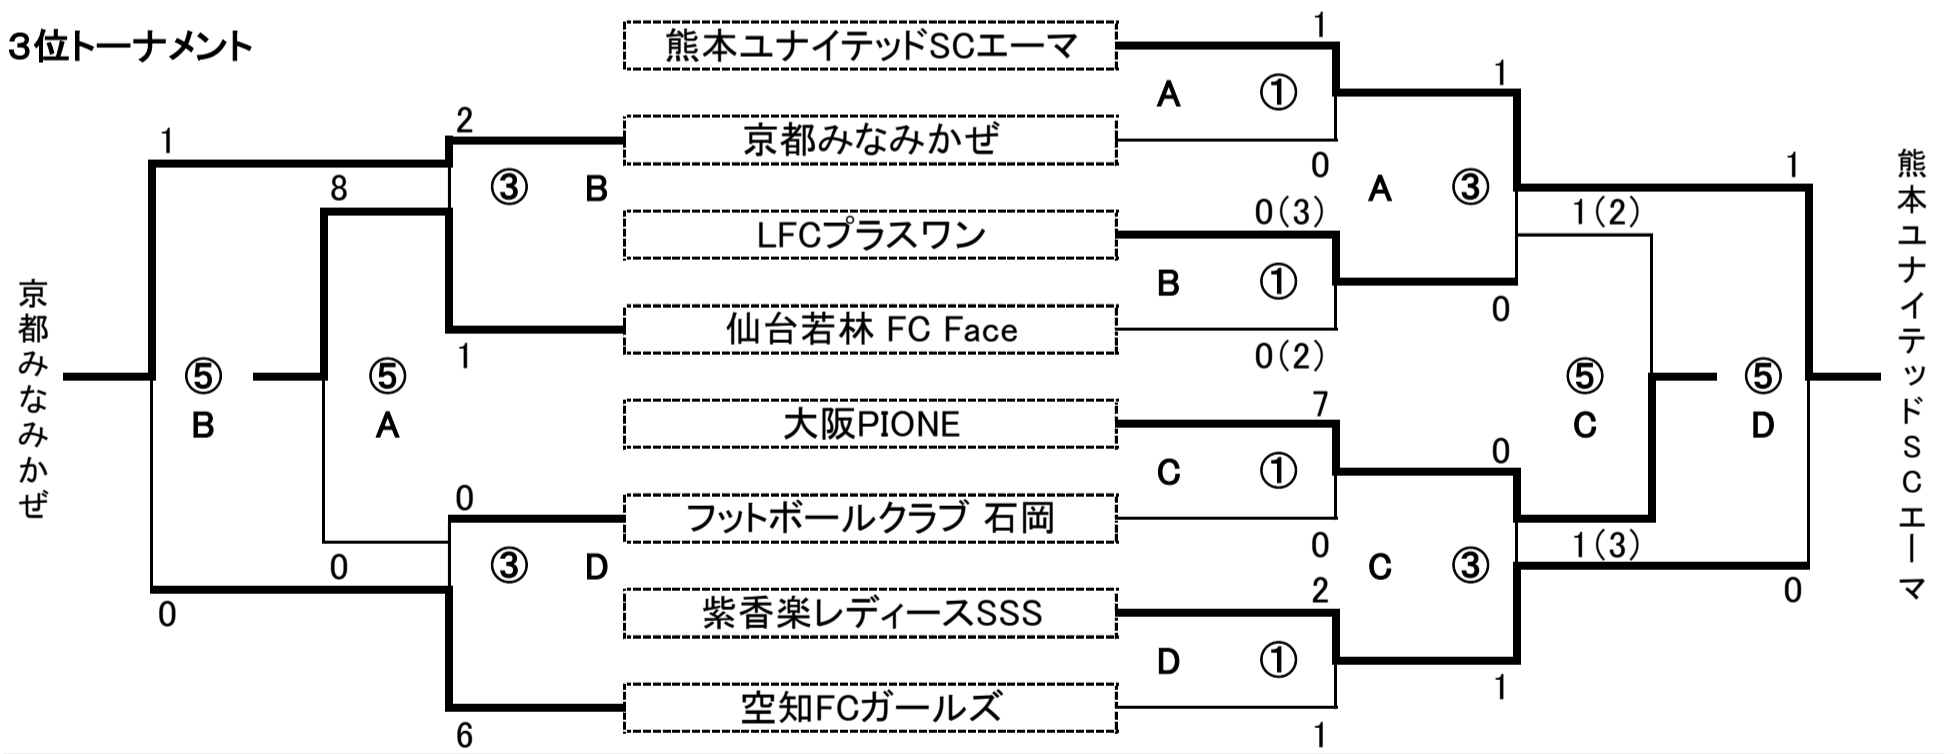 3位トーナメント
熊本ユナイテッドSCエーマ
京都みなみかぜ
LFCプラスワン
仙台若林 FC Face
大阪PIONE
フットボールクラブ 石岡
紫香楽レディースSSS
空知FCガールズ
京都みなみかぜ
1
0
⑤
B
8
0
⑤
A
2
③ B
1
0
③ D
6
1
A ①
0
0(3)
B ①
0(2)
7
C ①
0
2
D ①
1
1
A ③
0
0
C ③
1
1(2)
⑤
C
1(3)
1
⑤
D
0
熊本ユナイテッドSCエーマ